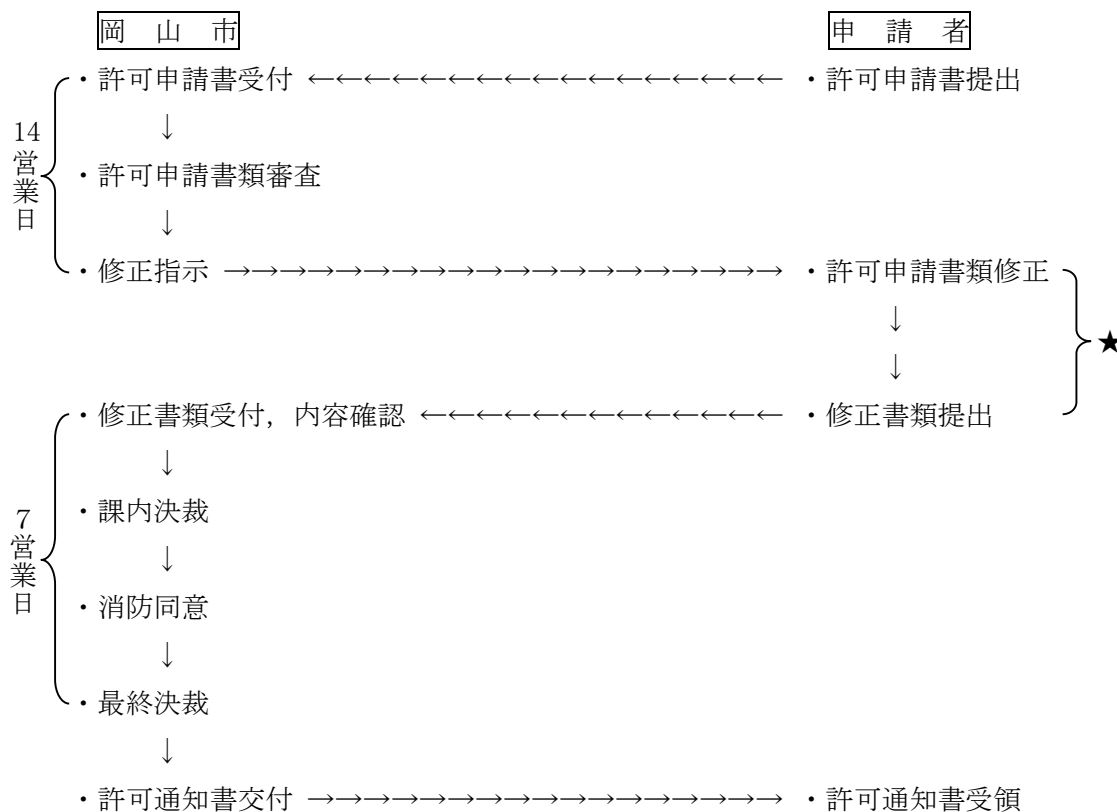 岡 山 市 申 請 者
・許可申請書受付 ←←←←←←←←←←←←←←←←← ・許可申請書提出
↓
14営業日
・許可申請書類審査
↓
・修正指示 →→→→→→→→→→→→→→→→→→→→ ・許可申請書類修正
↓
★
↓
・修正書類受付，内容確認 ←←←←←←←←←←←←← ・修正書類提出
↓
・課内決裁
7営業日
↓
・消防同意
↓
・最終決裁
↓
・許可通知書交付 →→→→→→→→→→→→→→→→→ ・許可通知書受領